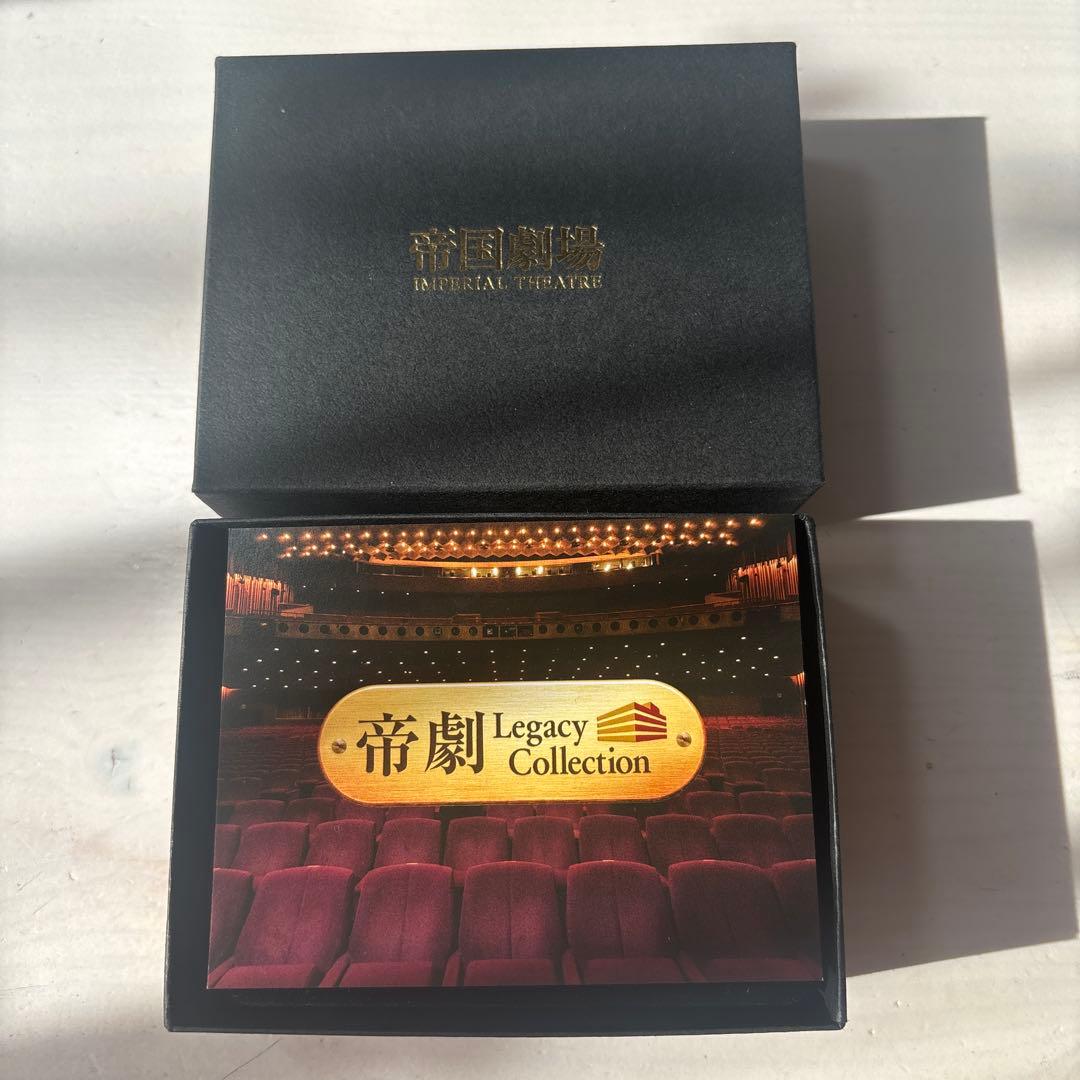 帝国劇場
IMPERIAL THEATRE
帝劇 Legacy
Collection